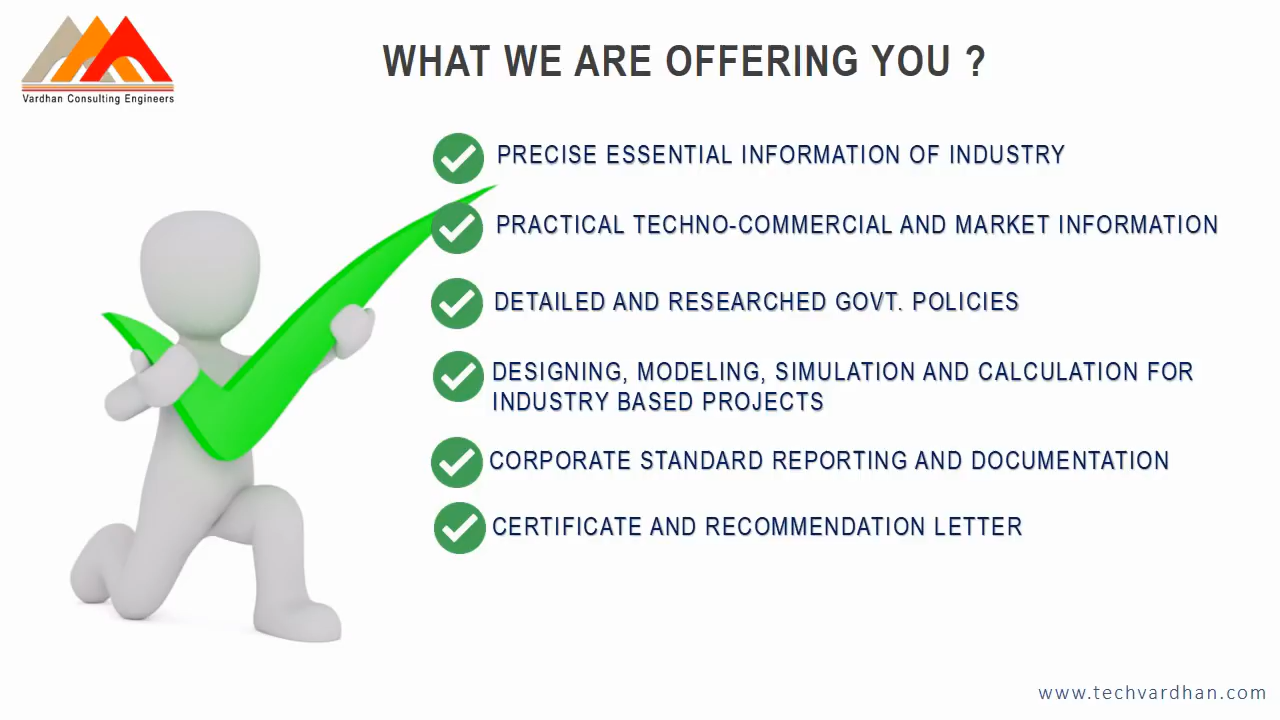 Vardhan Consulting Engineers
WHAT WE ARE OFFERING YOU ?
PRECISE ESSENTIAL INFORMATION OF INDUSTRY
PRACTICAL TECHNO-COMMERCIAL AND MARKET INFORMATION
DETAILED AND RESEARCHED GOVT. POLICIES
DESIGNING, MODELING, SIMULATION AND CALCULATION FOR
INDUSTRY BASED PROJECTS
CORPORATE STANDARD REPORTING AND DOCUMENTATION
CERTIFICATE AND RECOMMENDATION LETTER
www.techvardhan.com